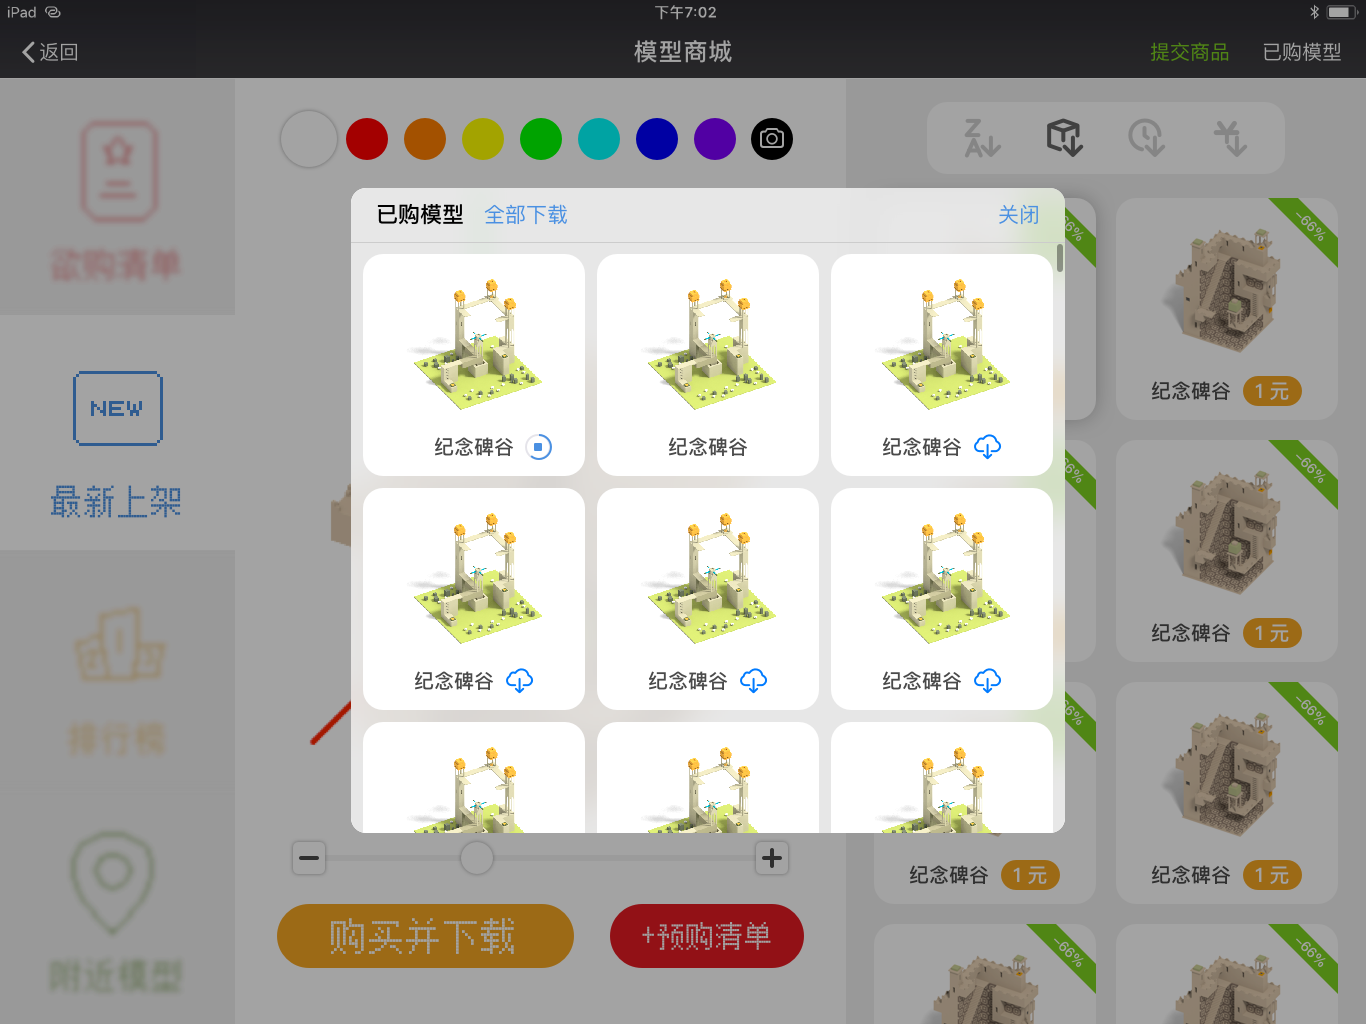 iPad
下午7:02
返回
模型商城
提交商品
已购模型
欲购清单
NEW
最新上架
排行榜
附近模型
ZA
已购模型
全部下载
关闭
纪念碑谷
纪念碑谷
纪念碑谷
纪念碑谷
纪念碑谷
纪念碑谷
购买并下载
+预购清单
66%
-66%
纪念碑谷
1 元
66%
-66%
纪念碑谷
1 元
66%
-66%
纪念碑谷
1 元
纪念碑谷
1 元
-66%
-66%